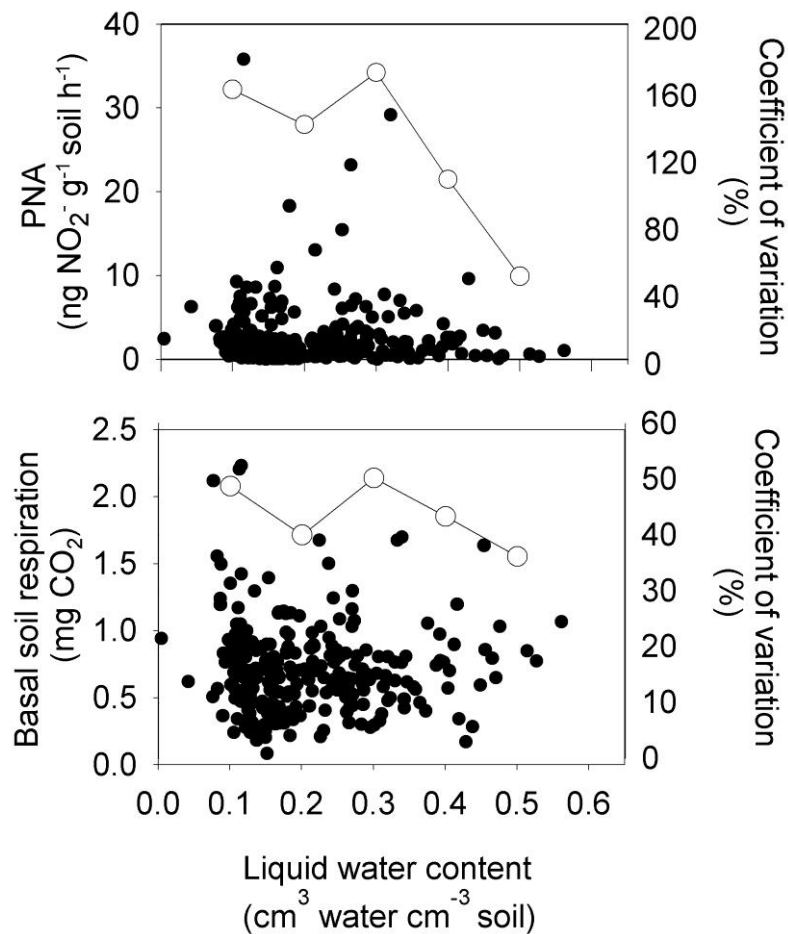 PNA
(ng NO₂⁻ g⁻¹ soil h⁻¹)
40
30
20
10
0
200
160
120
80
40
0
Coefficient of variation
(%)
Basal soil respiration
(mg CO₂)
2.5
2.0
1.5
1.0
0.5
0.0
60
50
40
30
20
10
0
Coefficient of variation
(%)
0.0 0.1 0.2 0.3 0.4 0.5 0.6
Liquid water content
(cm³ water cm⁻³ soil)